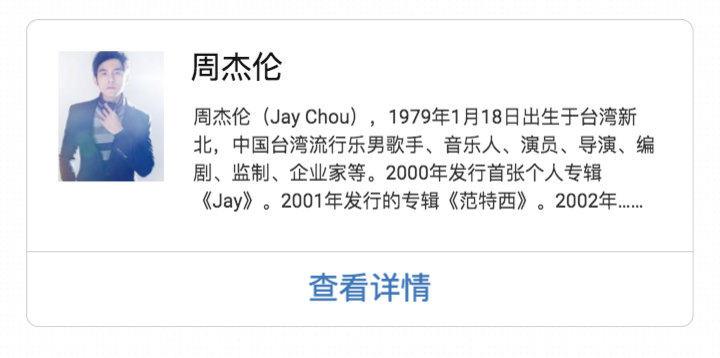 周杰伦
周杰伦（Jay Chou），1979年1月18日出生于台湾新
北，中国台湾流行乐男歌手、音乐人、演员、导演、编
剧、监制、企业家等。2000年发行首张个人专辑
《Jay》。2001年发行的专辑《范特西》。2002年......
查看详情